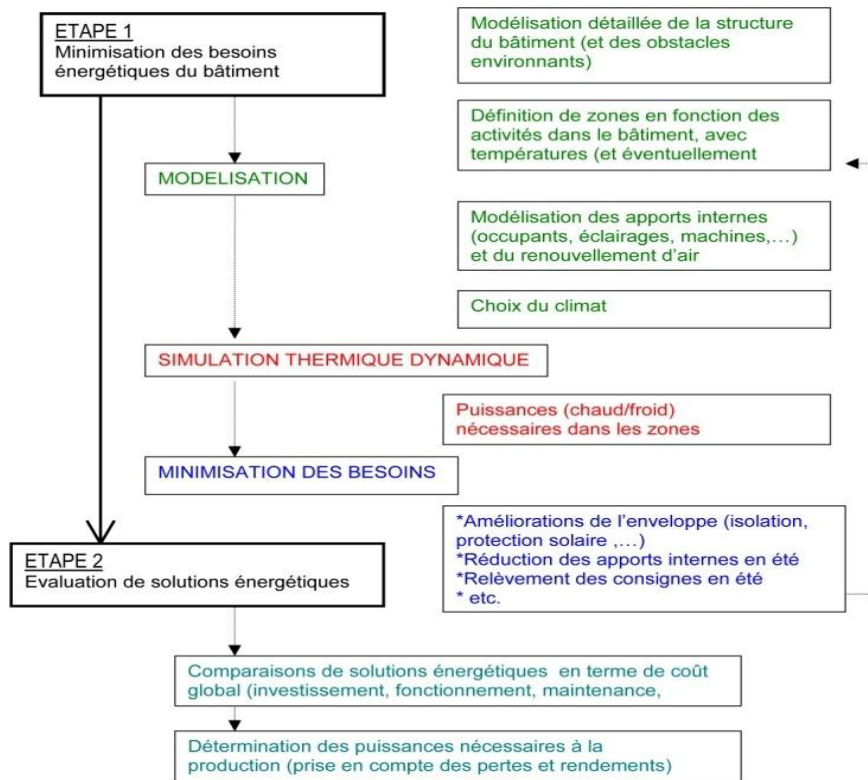 ETAPE 1
Minimisation des besoins
énergétiques du bâtiment
Modélisation détaillée de la structure
du bâtiment (et des obstacles
environnants)
Définition de zones en fonction des
activités dans le bâtiment, avec
températures (et éventuellement
MODELISATION
Modélisation des apports internes
(occupants, éclairages, machines,…)
et du renouvellement d'air
Choix du climat
SIMULATION THERMIQUE DYNAMIQUE
Puissances (chaud/froid)
nécessaires dans les zones
MINIMISATION DES BESOINS
*Améliorations de l'enveloppe (isolation,
protection solaire ,…)
*Réduction des apports internes en été
*Relèvement des consignes en été
* etc.
ETAPE 2
Evaluation de solutions énergétiques
Comparaisons de solutions énergétiques en terme de coût
global (investissement, fonctionnement, maintenance,
Détermination des puissances nécessaires à la
production (prise en compte des pertes et rendements)